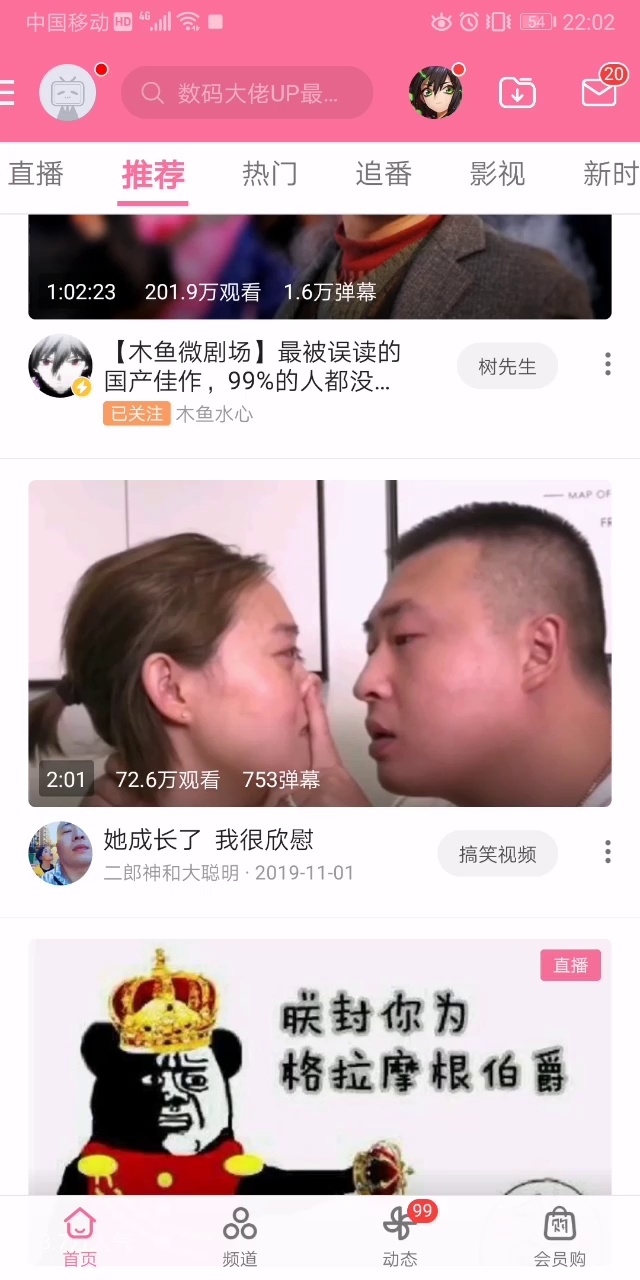 中国移动 HD 4G 54 22:02
数码大佬UP最... 20
直播 推荐 热门 追番 影视 新时
1:02:23 201.9万观看 1.6万弹幕
【木鱼微剧场】最被误读的
国产佳作，99%的人都没...
树先生
已关注 木鱼水心
MAP OF
FR
2:01 72.6万观看 753弹幕
她成长了 我很欣慰
搞笑视频
二郎神和大聪明 · 2019-11-01
直播
朕封你为
格拉摩根伯爵
99
购
首页 频道 动态 会员购